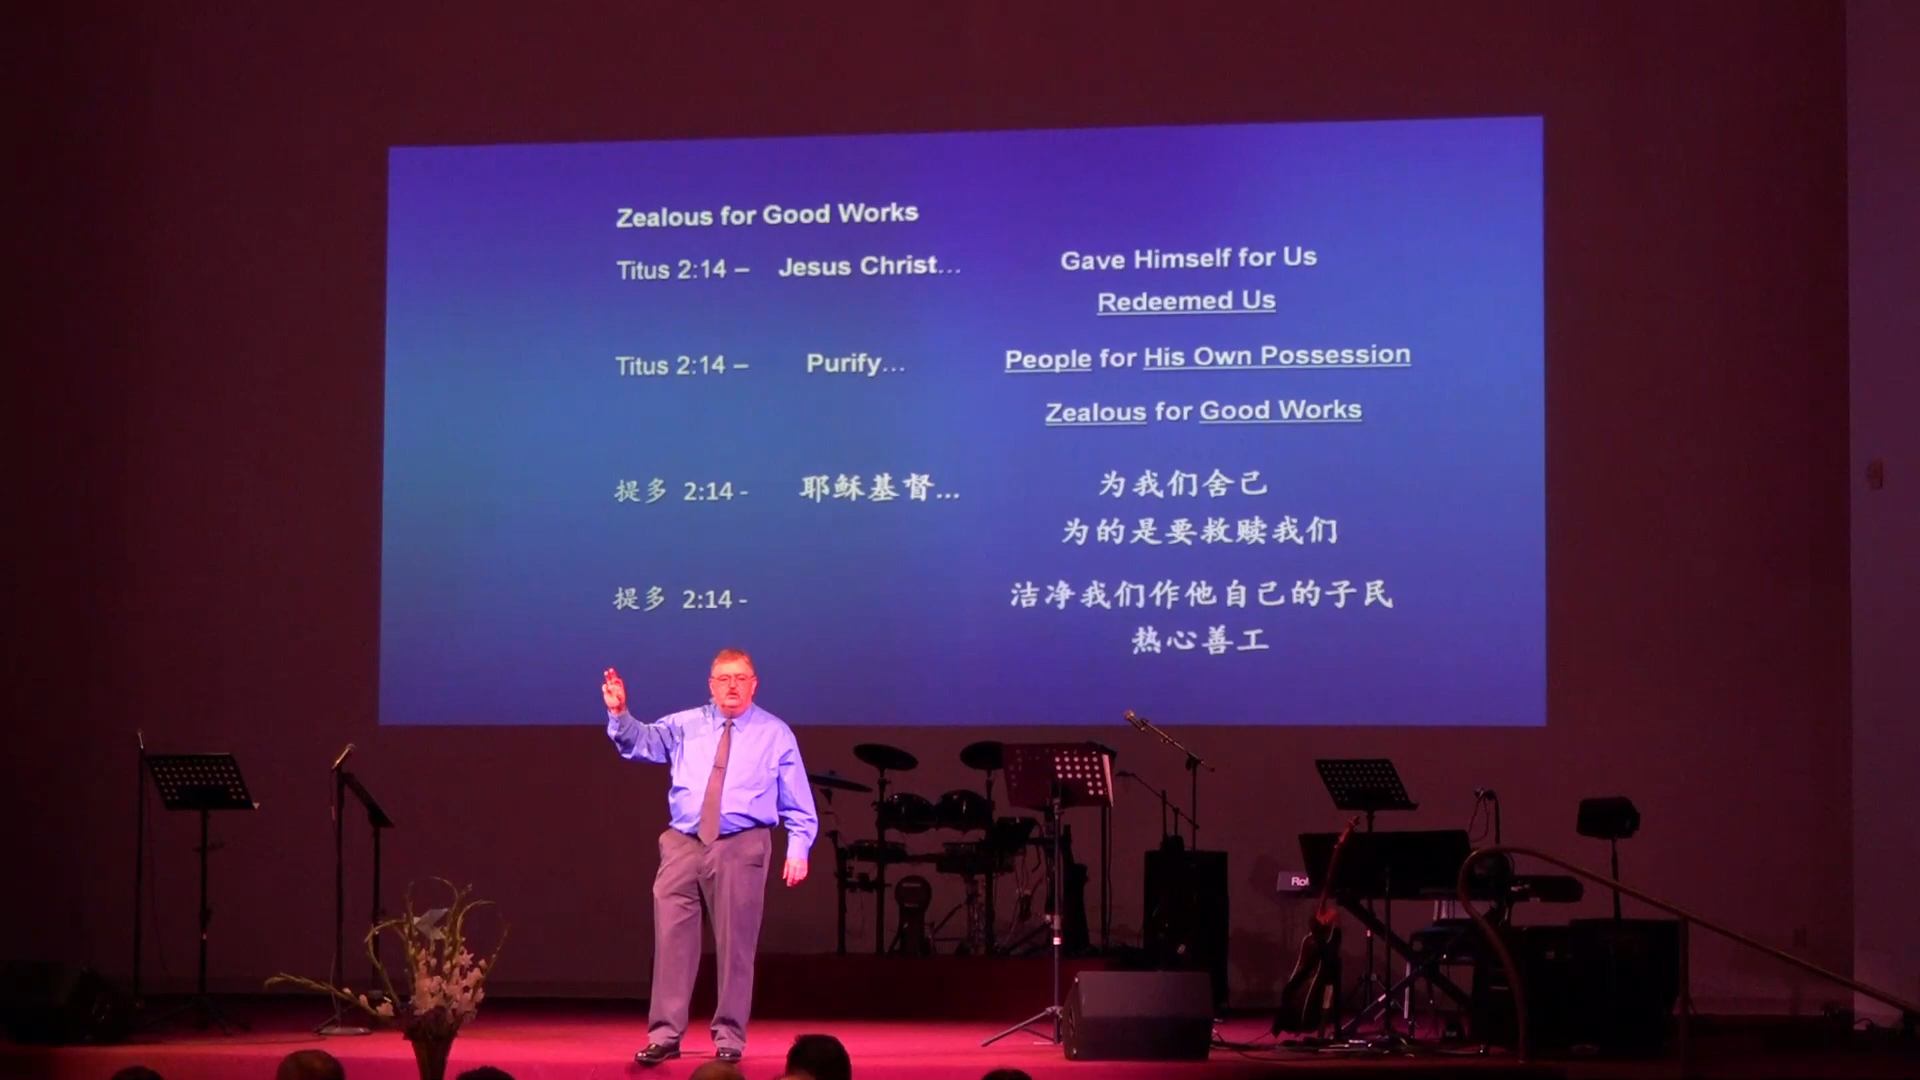 Zealous for Good Works
Titus 2:14 – Jesus Christ... Gave Himself for Us
Redeemed Us
Titus 2:14 – Purify... People for His Own Possession
Zealous for Good Works
提多 2:14 - 耶稣基督... 为我们舍己
为的是要救赎我们
提多 2:14 - 洁净我们作他自己的子民
热心善工